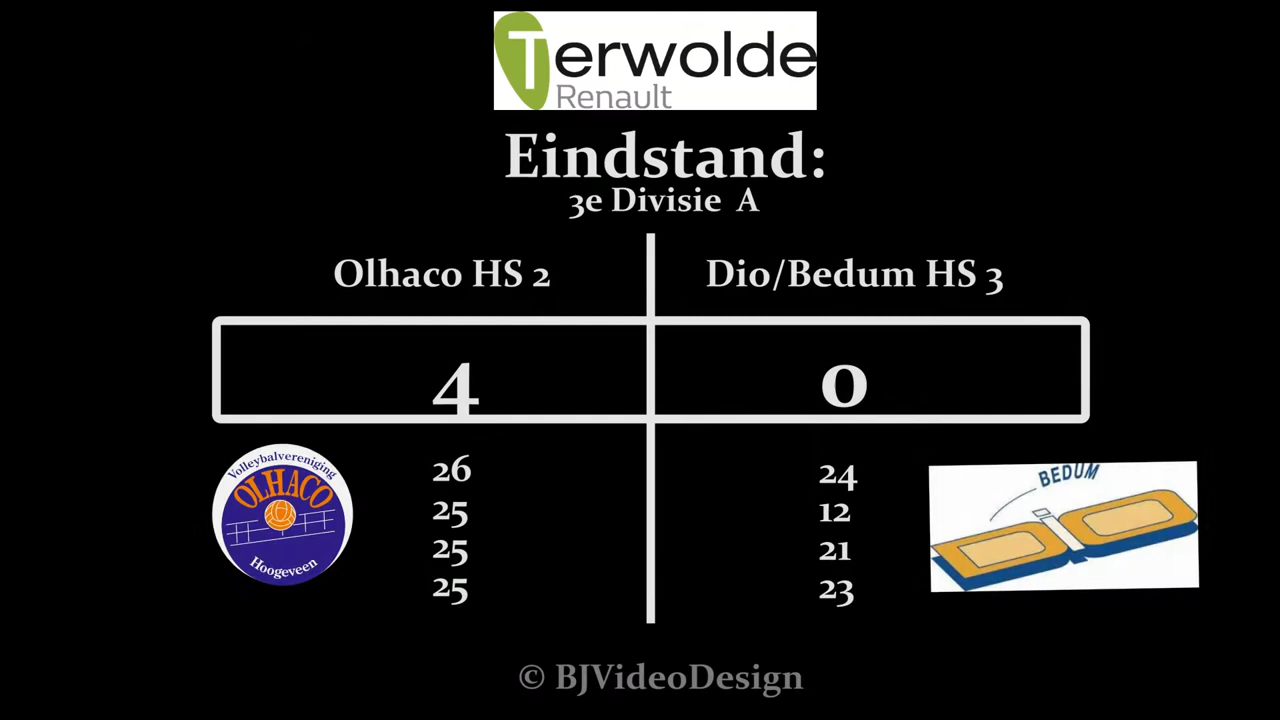 Terwolde
Renault
Eindstand:
3e Divisie A
Olhaco HS 2
Dio/Bedum HS 3
4
0
26
24
25
12
25
21
25
23
Volleybalvereniging
OLHACO
Hoogeveen
BEDUM
© BJVideoDesign